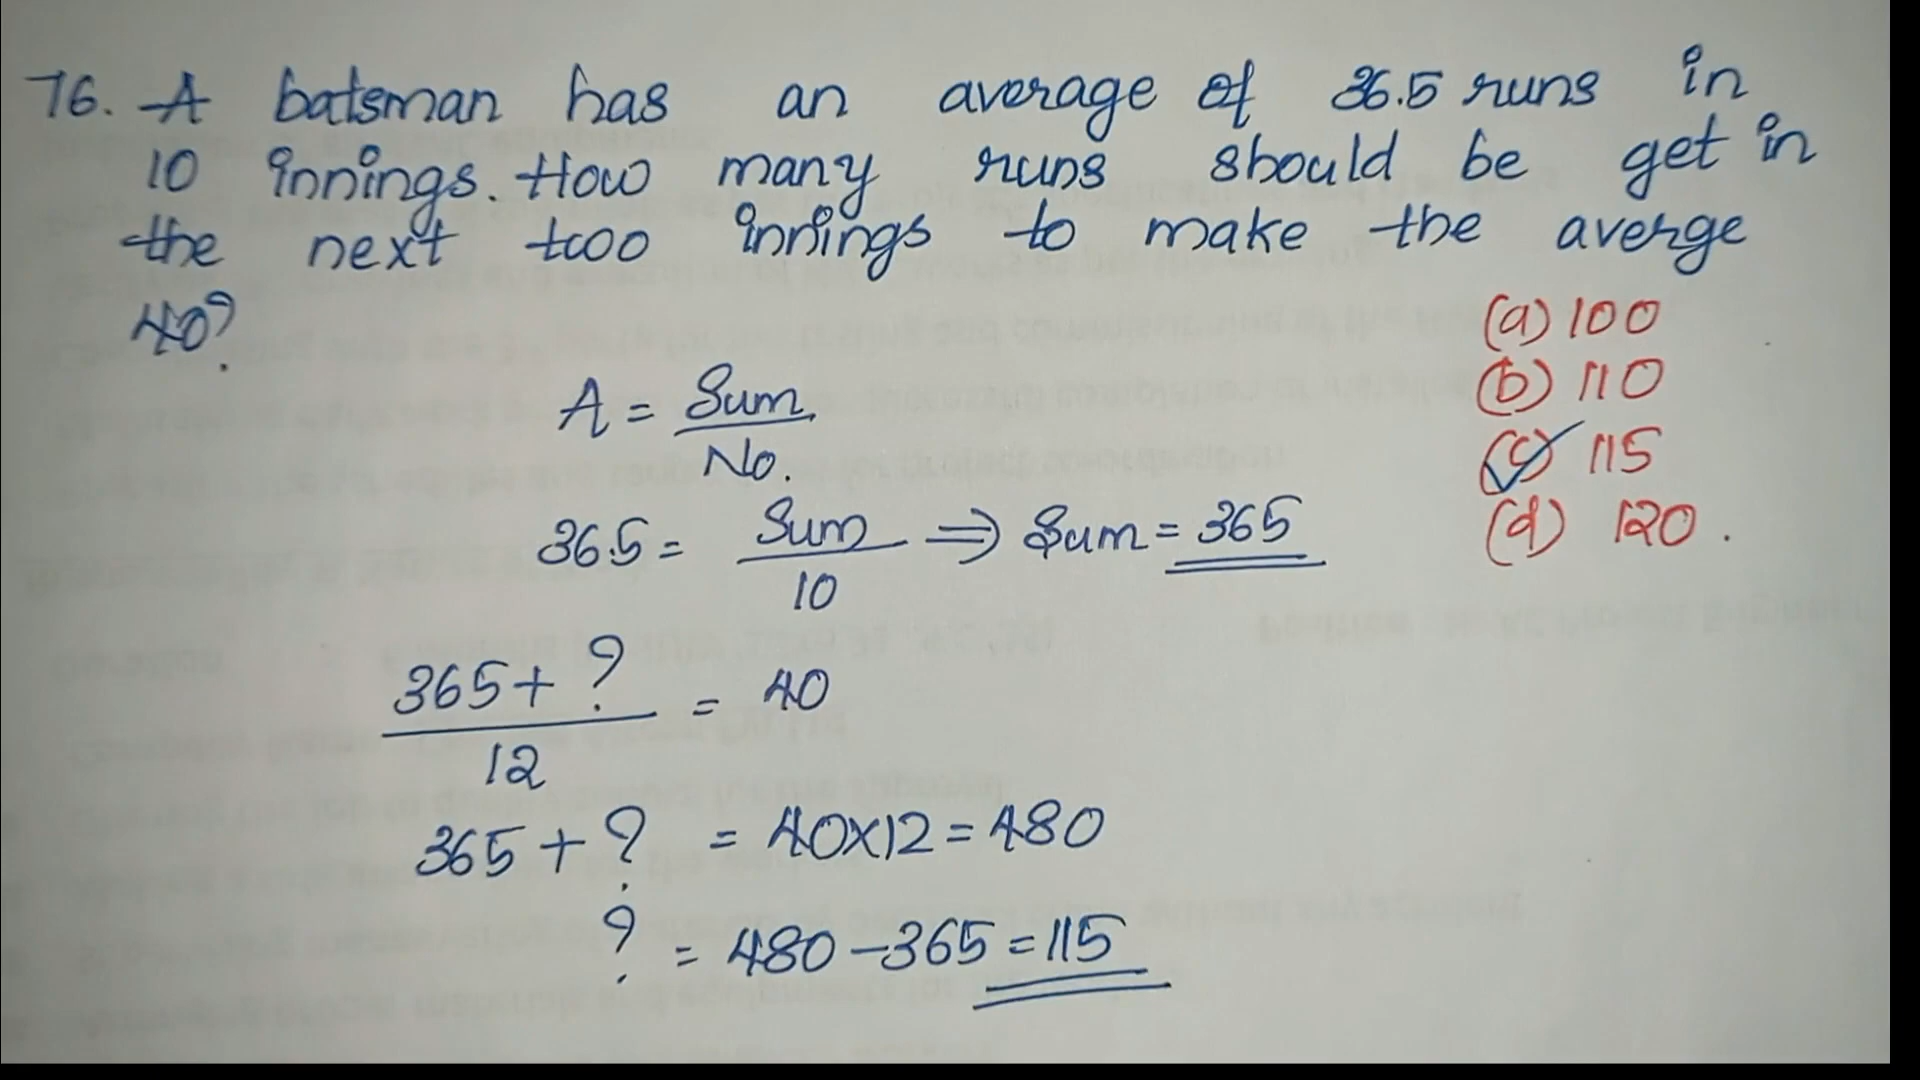 76. A batsman has an average of 36.5 runs in
10 innings. How many runs should be get in
the next two innings to make the averge
40?
(a) 100
(b) 110
(c) 115
(d) 120.
A = Sum / No.
36.5 = Sum / 10 ⇒ Sum = 365
365 + ? / 12 = 40
365 + ? = 40×12 = 480
? = 480 – 365 = 115